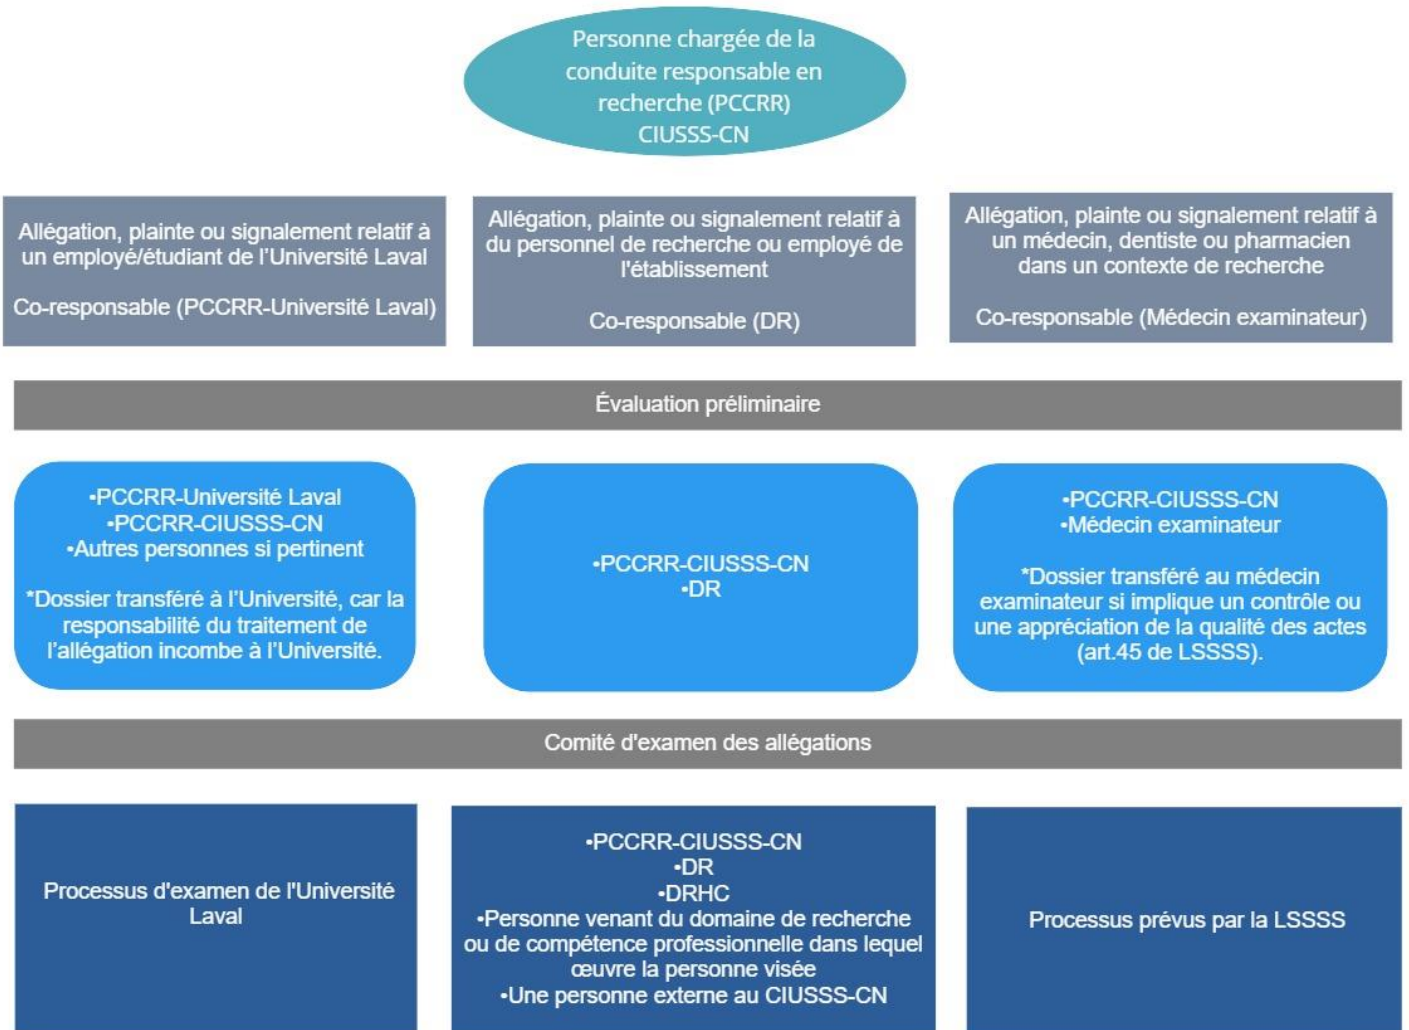 Personne chargée de la
conduite responsable en
recherche (PCCRR)
CIUSSS-CN
Allégation, plainte ou signalement relatif à
un employé/étudiant de l'Université Laval
Co-responsable (PCCRR-Université Laval)
Allégation, plainte ou signalement relatif à
du personnel de recherche ou employé de
l'établissement
Co-responsable (DR)
Allégation, plainte ou signalement relatif à
un médecin, dentiste ou pharmacien
dans un contexte de recherche
Co-responsable (Médecin examinateur)
Évaluation préliminaire
•PCCRR-Université Laval
•PCCRR-CIUSSS-CN
•Autres personnes si pertinent
*Dossier transféré à l'Université, car la
responsabilité du traitement de
l'allégation incombe à l'Université.
•PCCRR-CIUSSS-CN
•DR
•PCCRR-CIUSSS-CN
•Médecin examinateur
*Dossier transféré au médecin
examinateur si implique un contrôle ou
une appréciation de la qualité des actes
(art.45 de LSSSS).
Comité d'examen des allégations
Processus d'examen de l'Université
Laval
•PCCRR-CIUSSS-CN
•DR
•DRHC
•Personne venant du domaine de recherche
ou de compétence professionnelle dans lequel
œuvre la personne visée
•Une personne externe au CIUSSS-CN
Processus prévus par la LSSSS